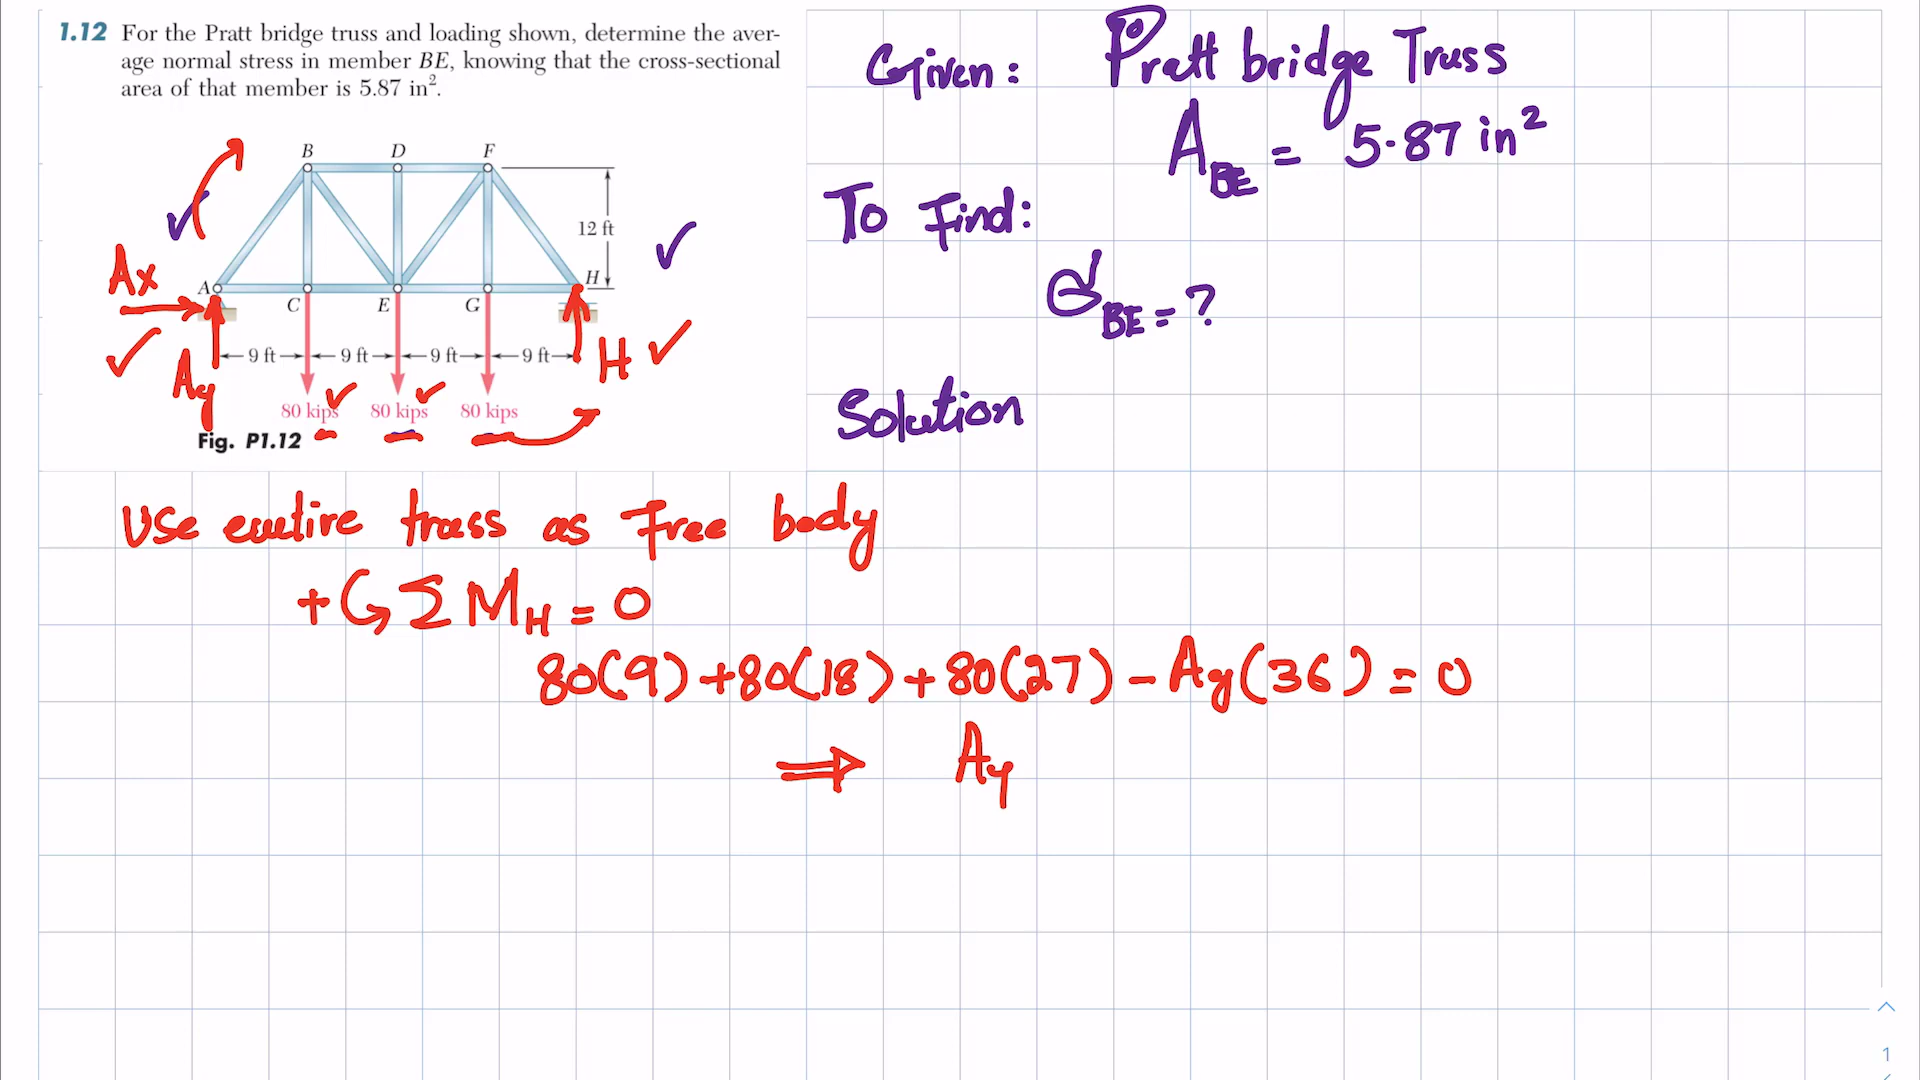 1.12 For the Pratt bridge truss and loading shown, determine the aver-
age normal stress in member BE, knowing that the cross-sectional
area of that member is 5.87 in².
B D F
12 ft
A C E G H
9 ft 9 ft 9 ft 9 ft
80 kips 80 kips 80 kips
Fig. P1.12
Ax
Ay
H
Given: Pratt bridge Truss
A_BE = 5.87 in²
To Find:
σ_BE = ?
Solution
Use entire truss as Free body
+↺ Σ M_H = 0
80(9) + 80(18) + 80(27) - Ay(36) = 0
⇒ Ay
1